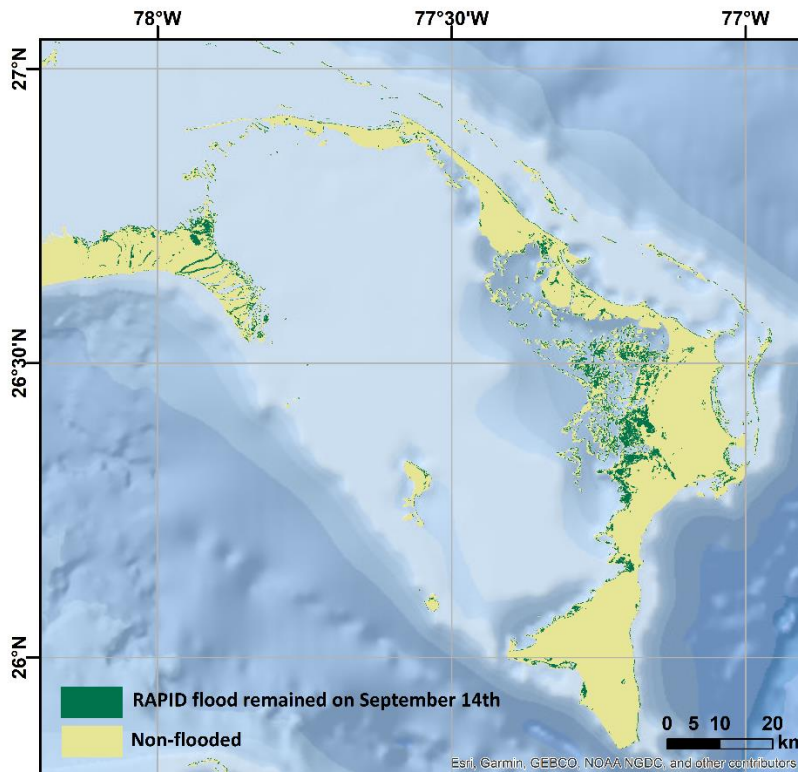 78°W 77°30'W 77°W
27°N
26°30'N
26°N
RAPID flood remained on September 14th
Non-flooded
0 5 10 20
km
Esri, Garmin, GEBCO, NOAA NGDC, and other contributors